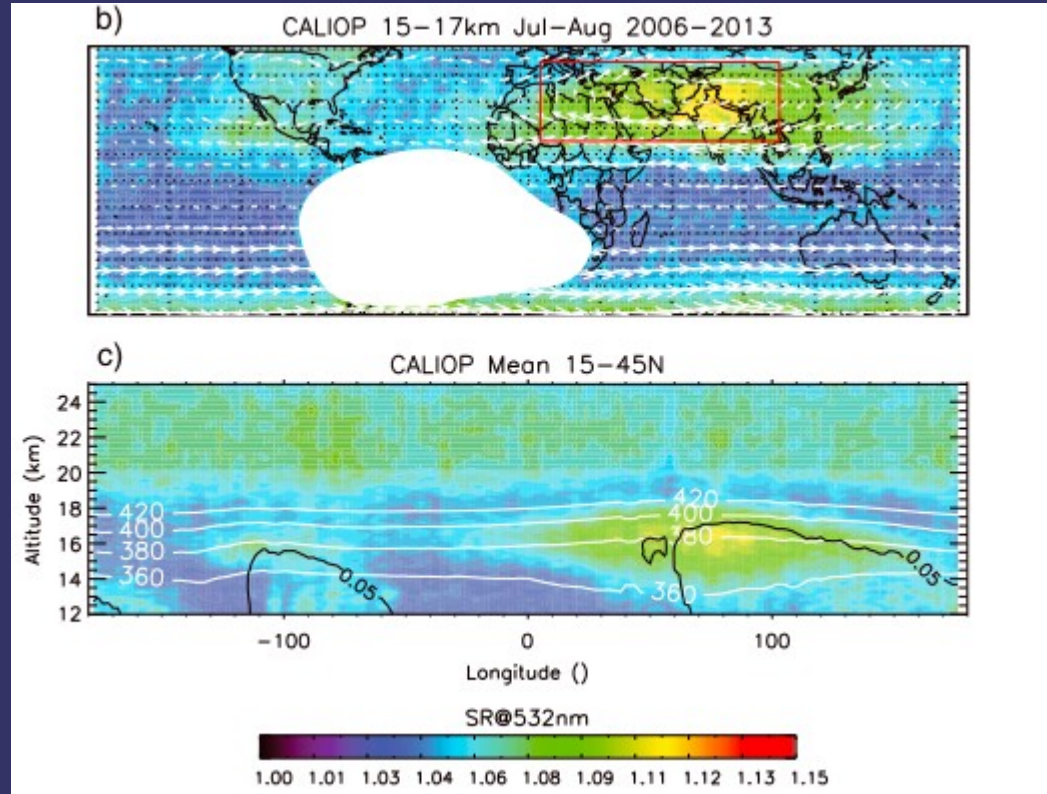 b)
CALIOP 15-17km Jul-Aug 2006-2013
c)
CALIOP Mean 15-45N
Altitude (km)
24
22
20
18
16
14
12
420
400
380
360
0.05
420
400
380
360
0.05
-100 0 100
Longitude ()
SR@532nm
1.00 1.01 1.03 1.04 1.06 1.08 1.09 1.11 1.12 1.13 1.15